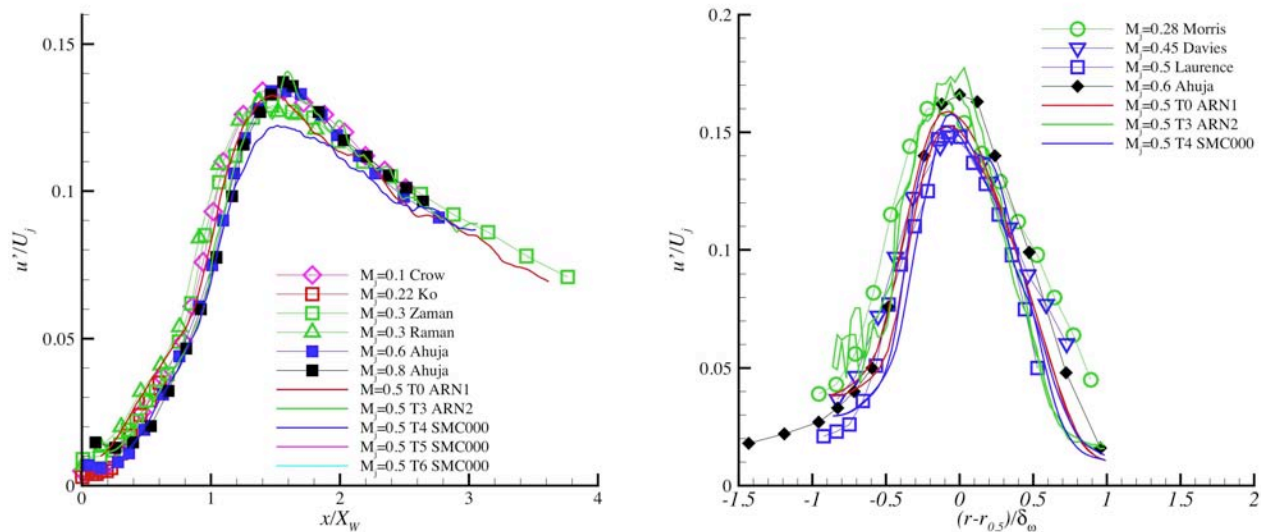 0.15
0.1
0.05
0
u'/U_j
0 1 2 3 4
x/X_W
M_j=0.1 Crow
M_j=0.22 Ko
M_j=0.3 Zaman
M_j=0.3 Raman
M_j=0.6 Ahuja
M_j=0.8 Ahuja
M=0.5 T0 ARN1
M_j=0.5 T3 ARN2
M_j=0.5 T4 SMC000
M_j=0.5 T5 SMC000
M_j=0.5 T6 SMC000
0.2
0.15
0.1
0.05
0
u'/U_j
-1.5 -1 -0.5 0 0.5 1 1.5 2
(r-r_0.5)/δ_ω
M_j=0.28 Morris
M_j=0.45 Davies
M_j=0.5 Laurence
M_j=0.6 Ahuja
M_j=0.5 T0 ARN1
M_j=0.5 T3 ARN2
M_j=0.5 T4 SMC000